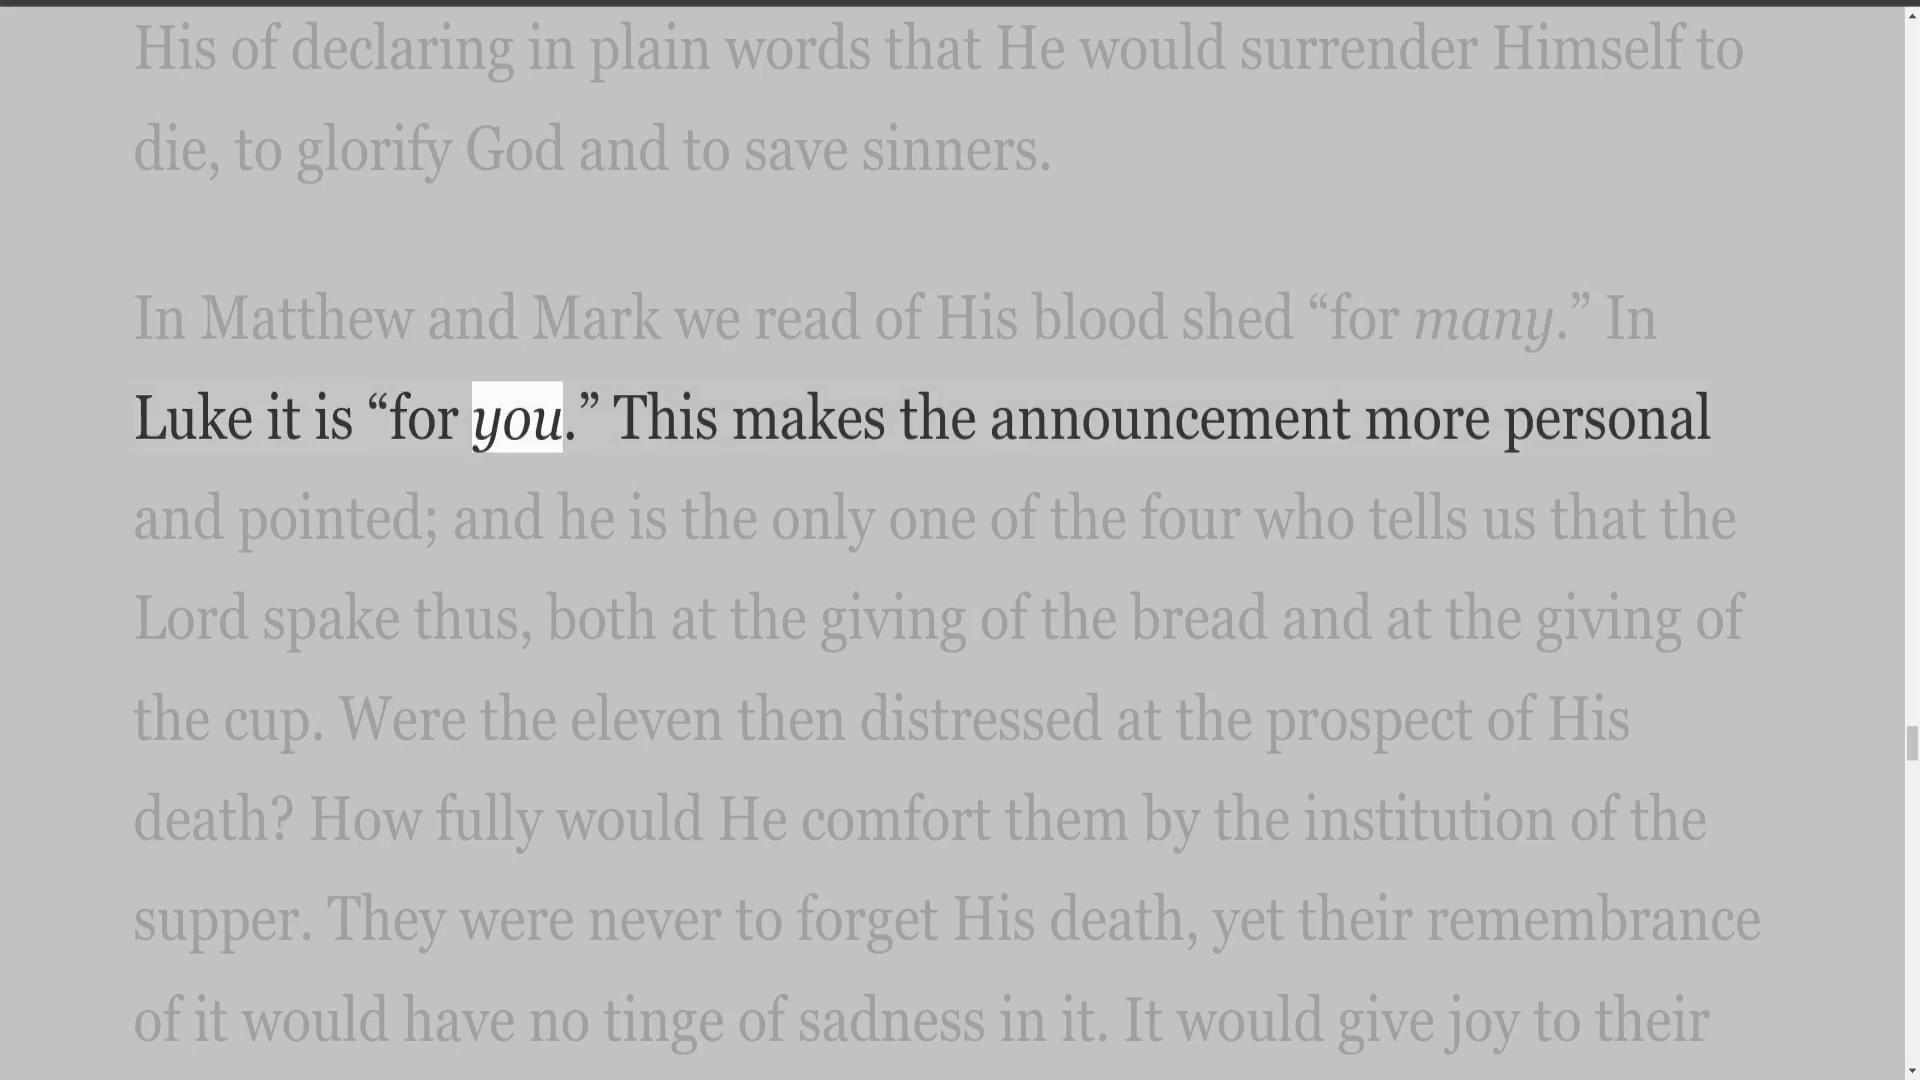 His of declaring in plain words that He would surrender Himself to
die, to glorify God and to save sinners.
In Matthew and Mark we read of His blood shed “for many.” In
Luke it is “for you.” This makes the announcement more personal
and pointed; and he is the only one of the four who tells us that the
Lord spake thus, both at the giving of the bread and at the giving of
the cup. Were the eleven then distressed at the prospect of His
death? How fully would He comfort them by the institution of the
supper. They were never to forget His death, yet their remembrance
of it would have no tinge of sadness in it. It would give joy to their